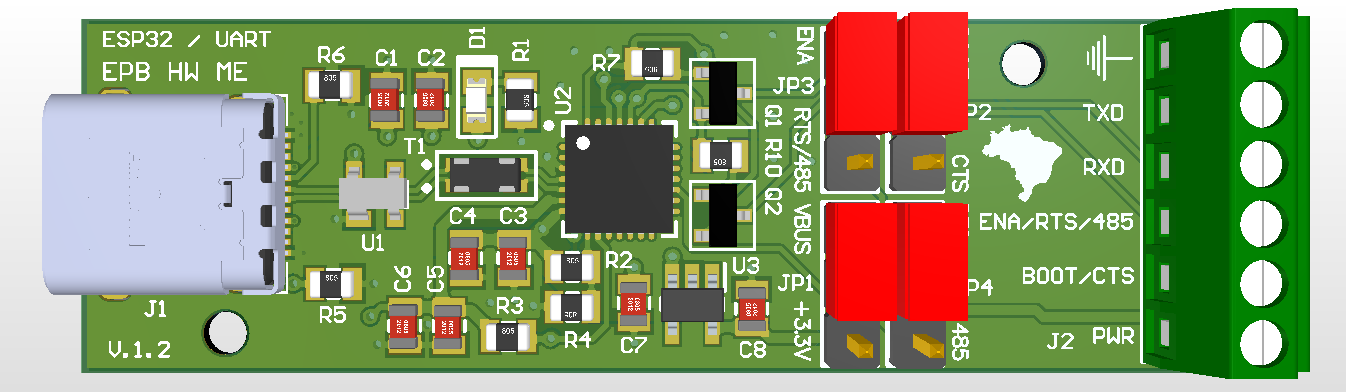 ESP32 / UART
EPB HW ME
R6
C1
C2
D1
R1
U2
R7
ENA
JP3
Q1
R10
Q2
RTS/485
VBUS
P2
CTS
TXD
RXD
ENA/RTS/485
BOOT/CTS
PWR
J2
T1
U1
C4
C3
C6
C5
R2
R3
R4
R5
J1
V.1.2
U3
C7
C8
JP1
+3.3V
P4
485